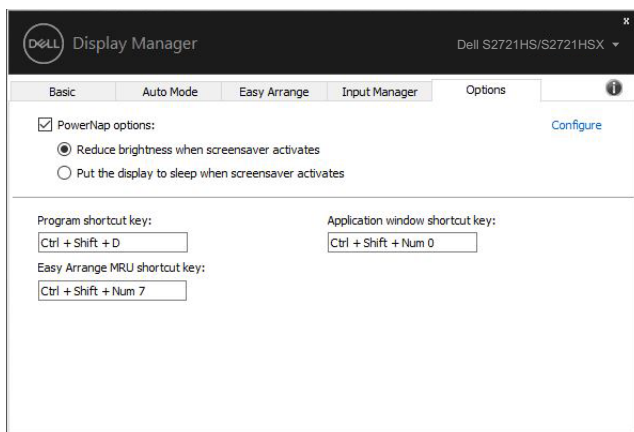 x
DELL Display Manager
Dell S2721HS/S2721HSX
Basic Auto Mode Easy Arrange Input Manager Options
PowerNap options: Configure
Reduce brightness when screensaver activates
Put the display to sleep when screensaver activates
Program shortcut key: Application window shortcut key:
Ctrl + Shift + D Ctrl + Shift + Num 0
Easy Arrange MRU shortcut key:
Ctrl + Shift + Num 7